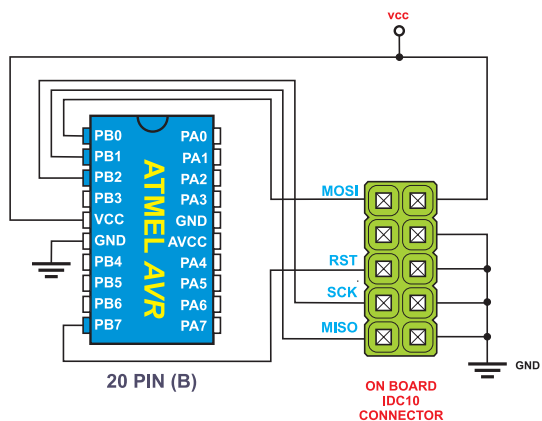 vcc
PB0 PA0
PB1 PA1
PB2 PA2
PB3 PA3
VCC GND
GND AVCC
PB4 PA4
PB5 PA5
PB6 PA6
PB7 PA7
ATMEL AVR
20 PIN (B)
MOSI
RST
SCK
MISO
GND
ON BOARD
IDC10
CONNECTOR